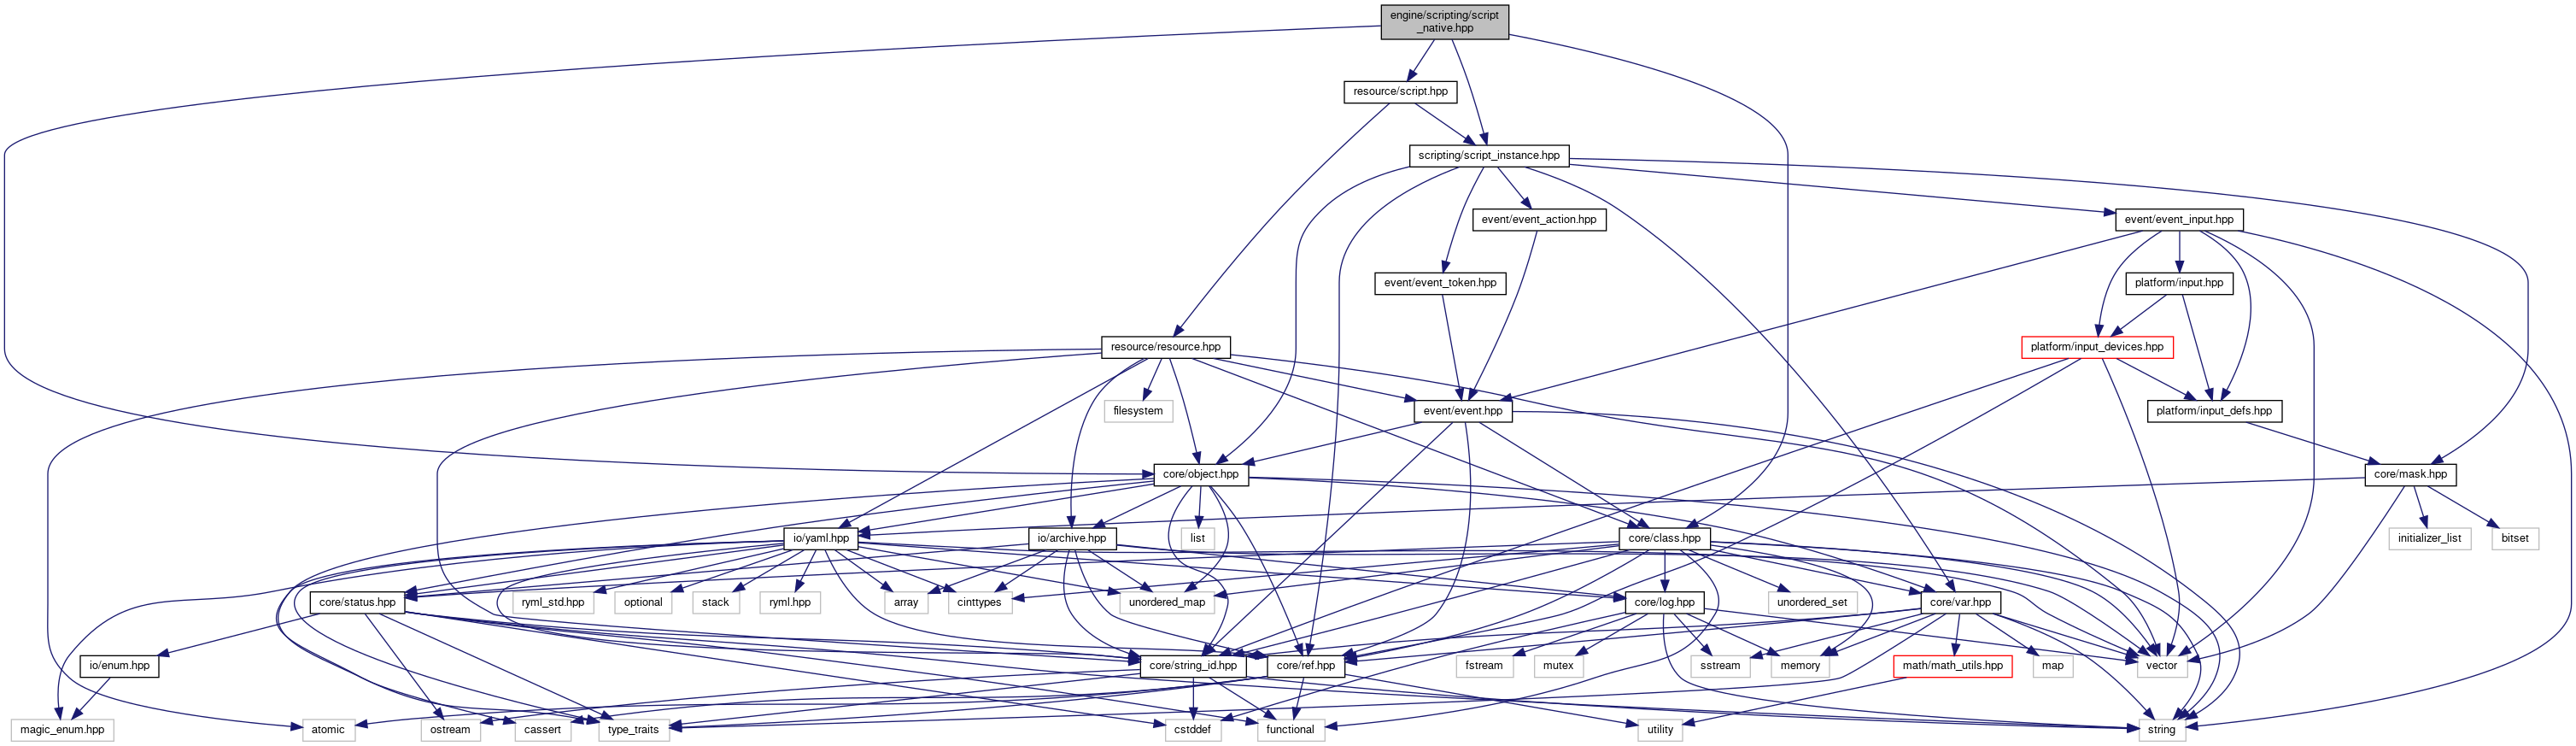 engine/scripting/script
_native.hpp
resource/script.hpp
scripting/script_instance.hpp
event/event_action.hpp
event/event_input.hpp
event/event_token.hpp
platform/input.hpp
resource/resource.hpp
platform/input_devices.hpp
filesystem
event/event.hpp
platform/input_defs.hpp
core/object.hpp
core/mask.hpp
io/yaml.hpp
io/archive.hpp
list
core/class.hpp
initializer_list
bitset
core/status.hpp
ryml_std.hpp
optional
stack
ryml.hpp
array
cinttypes
unordered_map
core/log.hpp
unordered_set
core/var.hpp
io/enum.hpp
core/string_id.hpp
core/ref.hpp
fstream
mutex
sstream
memory
math/math_utils.hpp
map
vector
magic_enum.hpp
atomic
ostream
cassert
type_traits
cstddef
functional
utility
string